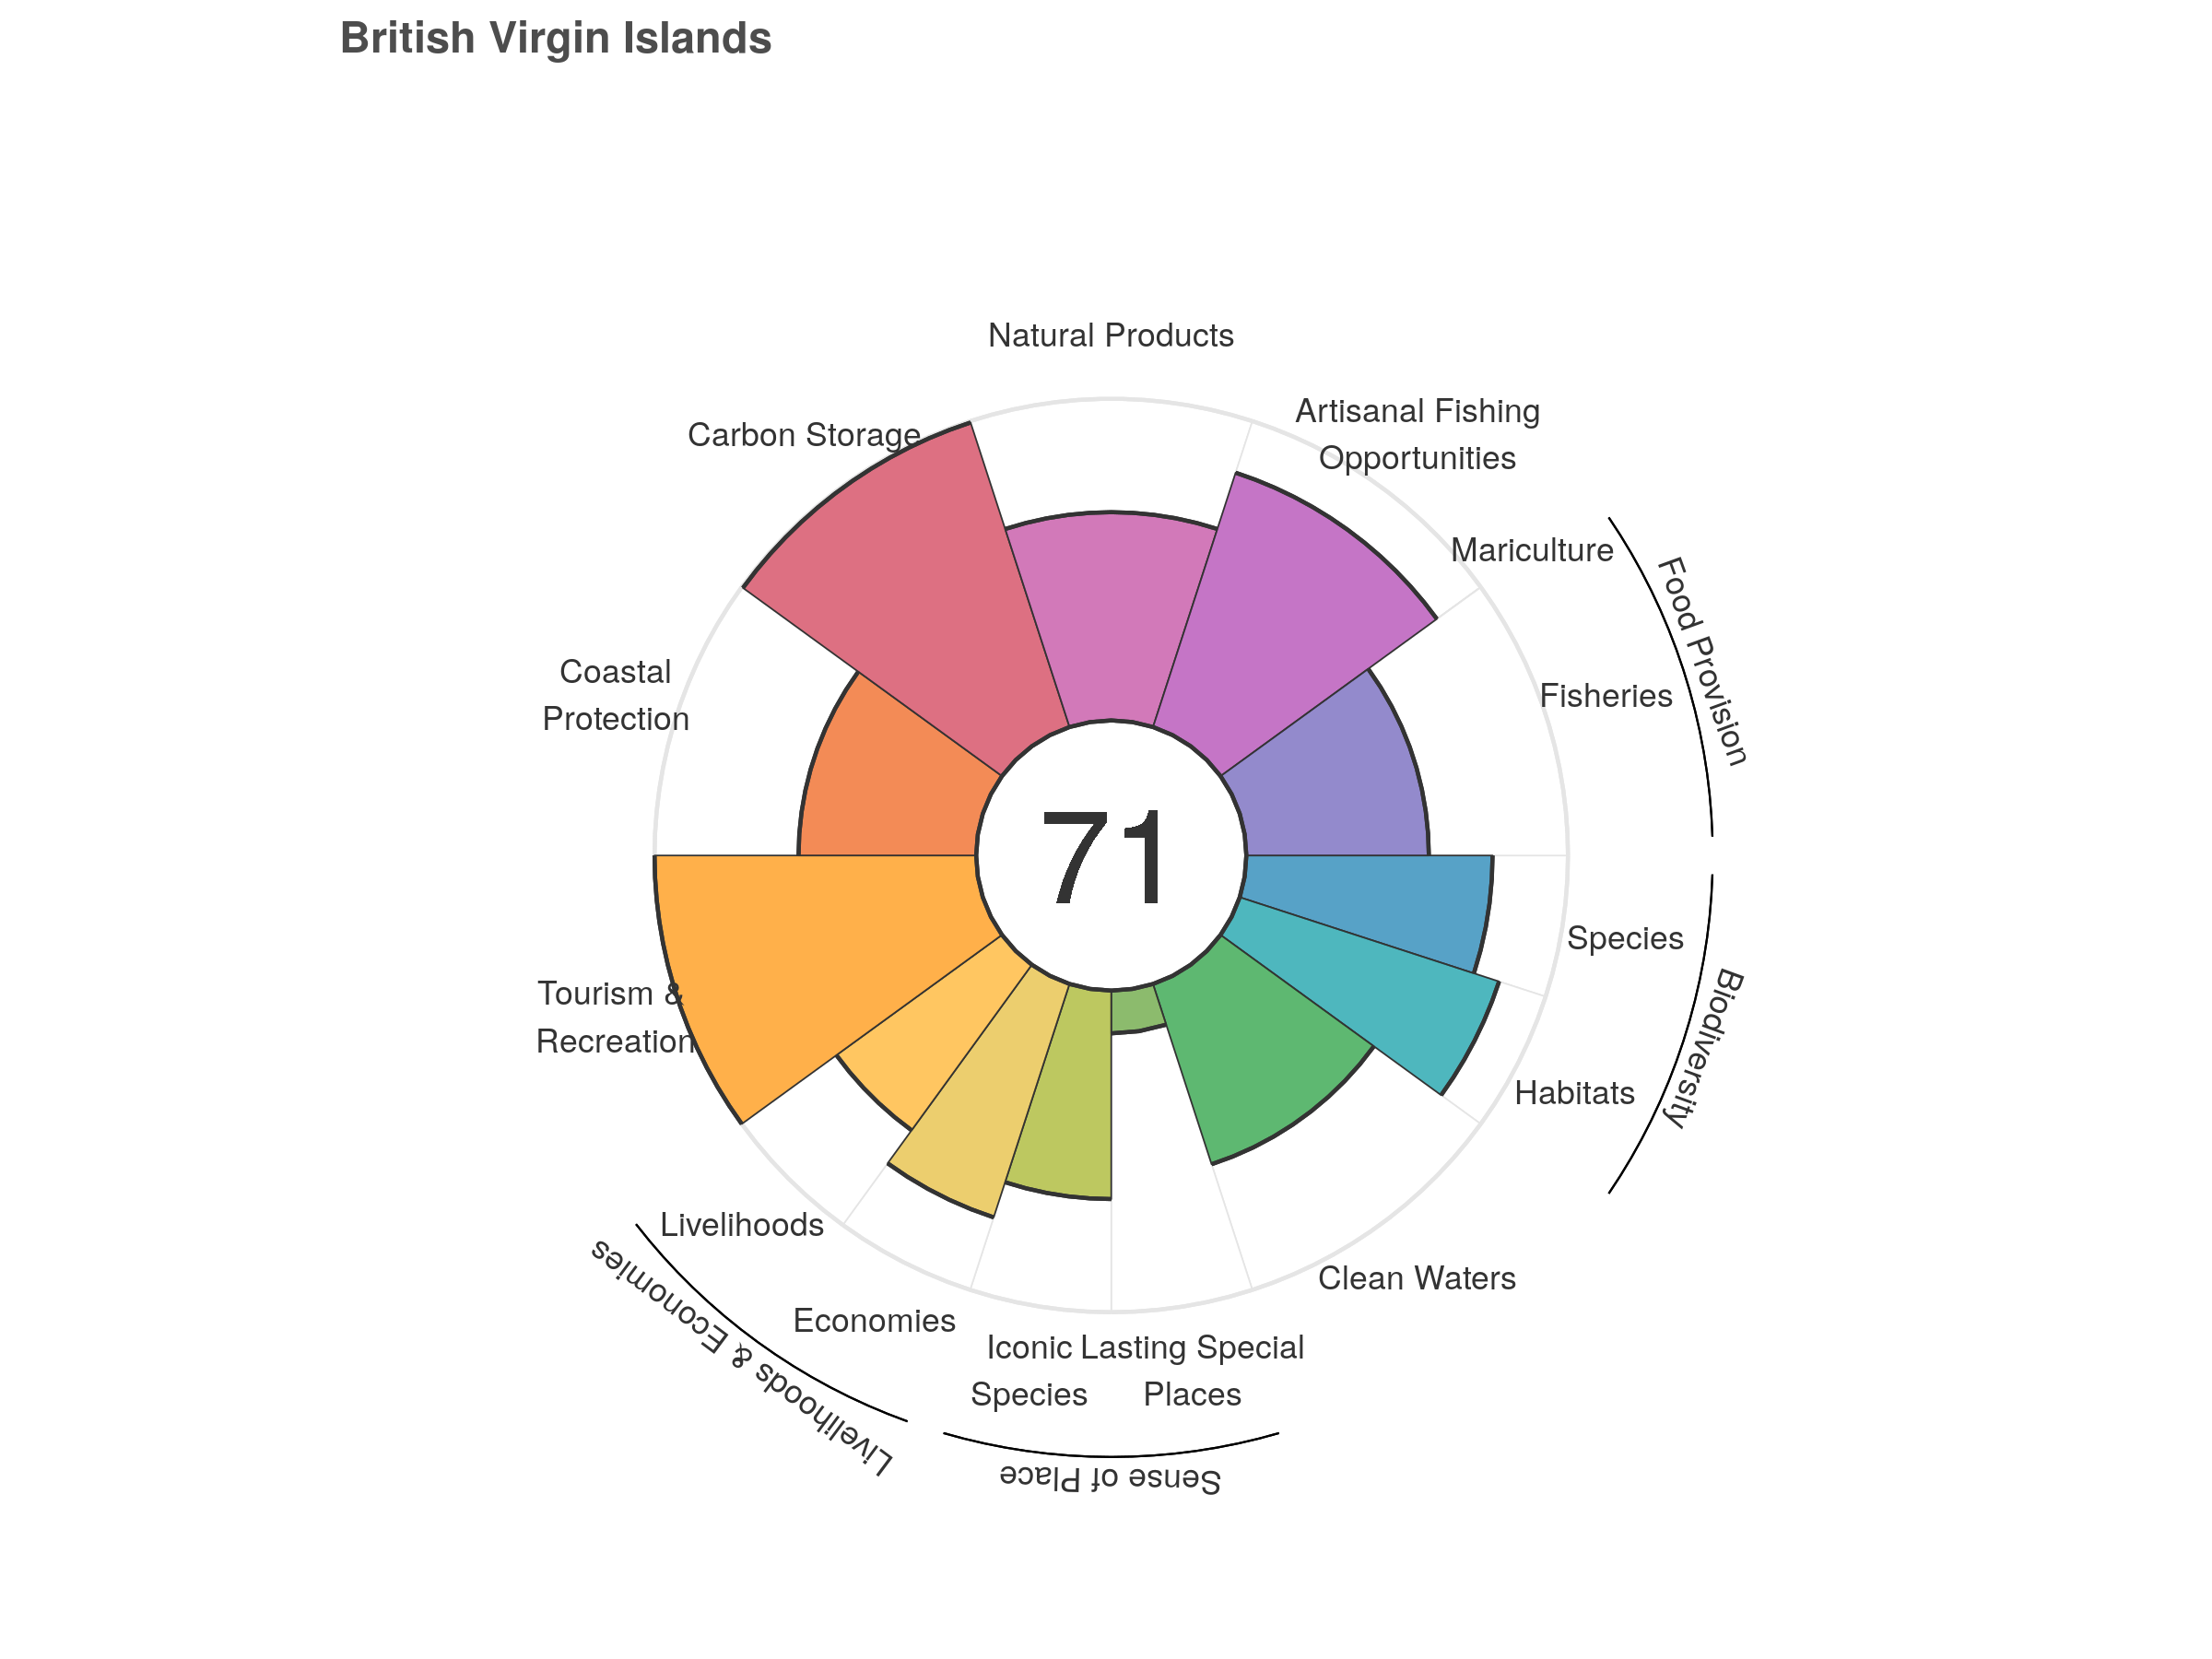 British Virgin Islands
Natural Products
Artisanal Fishing
Opportunities
Carbon Storage
Mariculture
Food Provision
Fisheries
Coastal
Protection
71
Species
Biodiversity
Tourism &
Recreation
Habitats
Livelihoods
Clean Waters
Economies
Livelihoods & Economies
Iconic
Species
Lasting Special
Places
Sense of Place